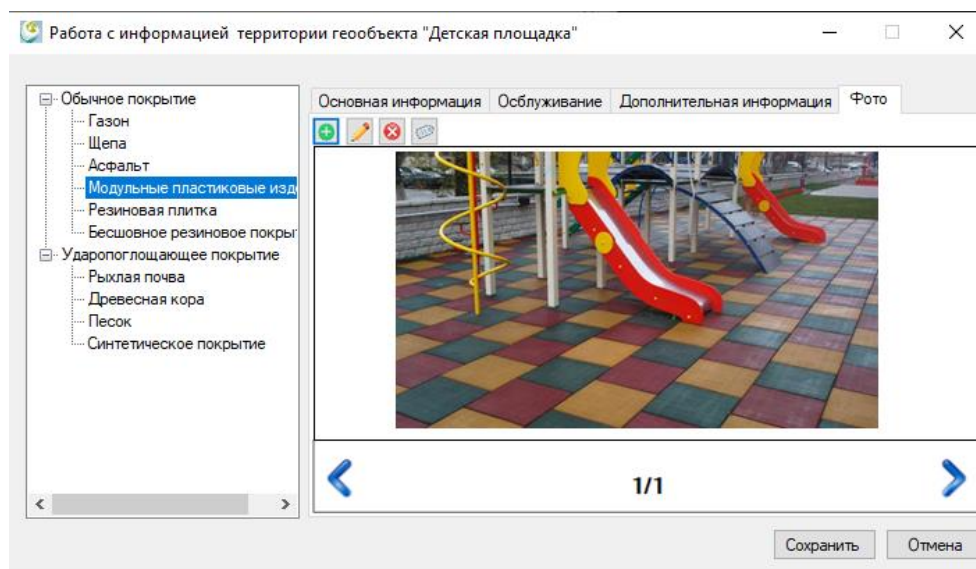 Работа с информацией территории геообъекта "Детская площадка"
Обычное покрытие
Газон
Щепа
Асфальт
Модульные пластиковые изд
Резиновая плитка
Бесшовное резиновое покры
Ударопоглощающее покрытие
Рыхлая почва
Древесная кора
Песок
Синтетическое покрытие
Основная информация Осблуживание Дополнительная информация Фото
1/1
Сохранить Отмена